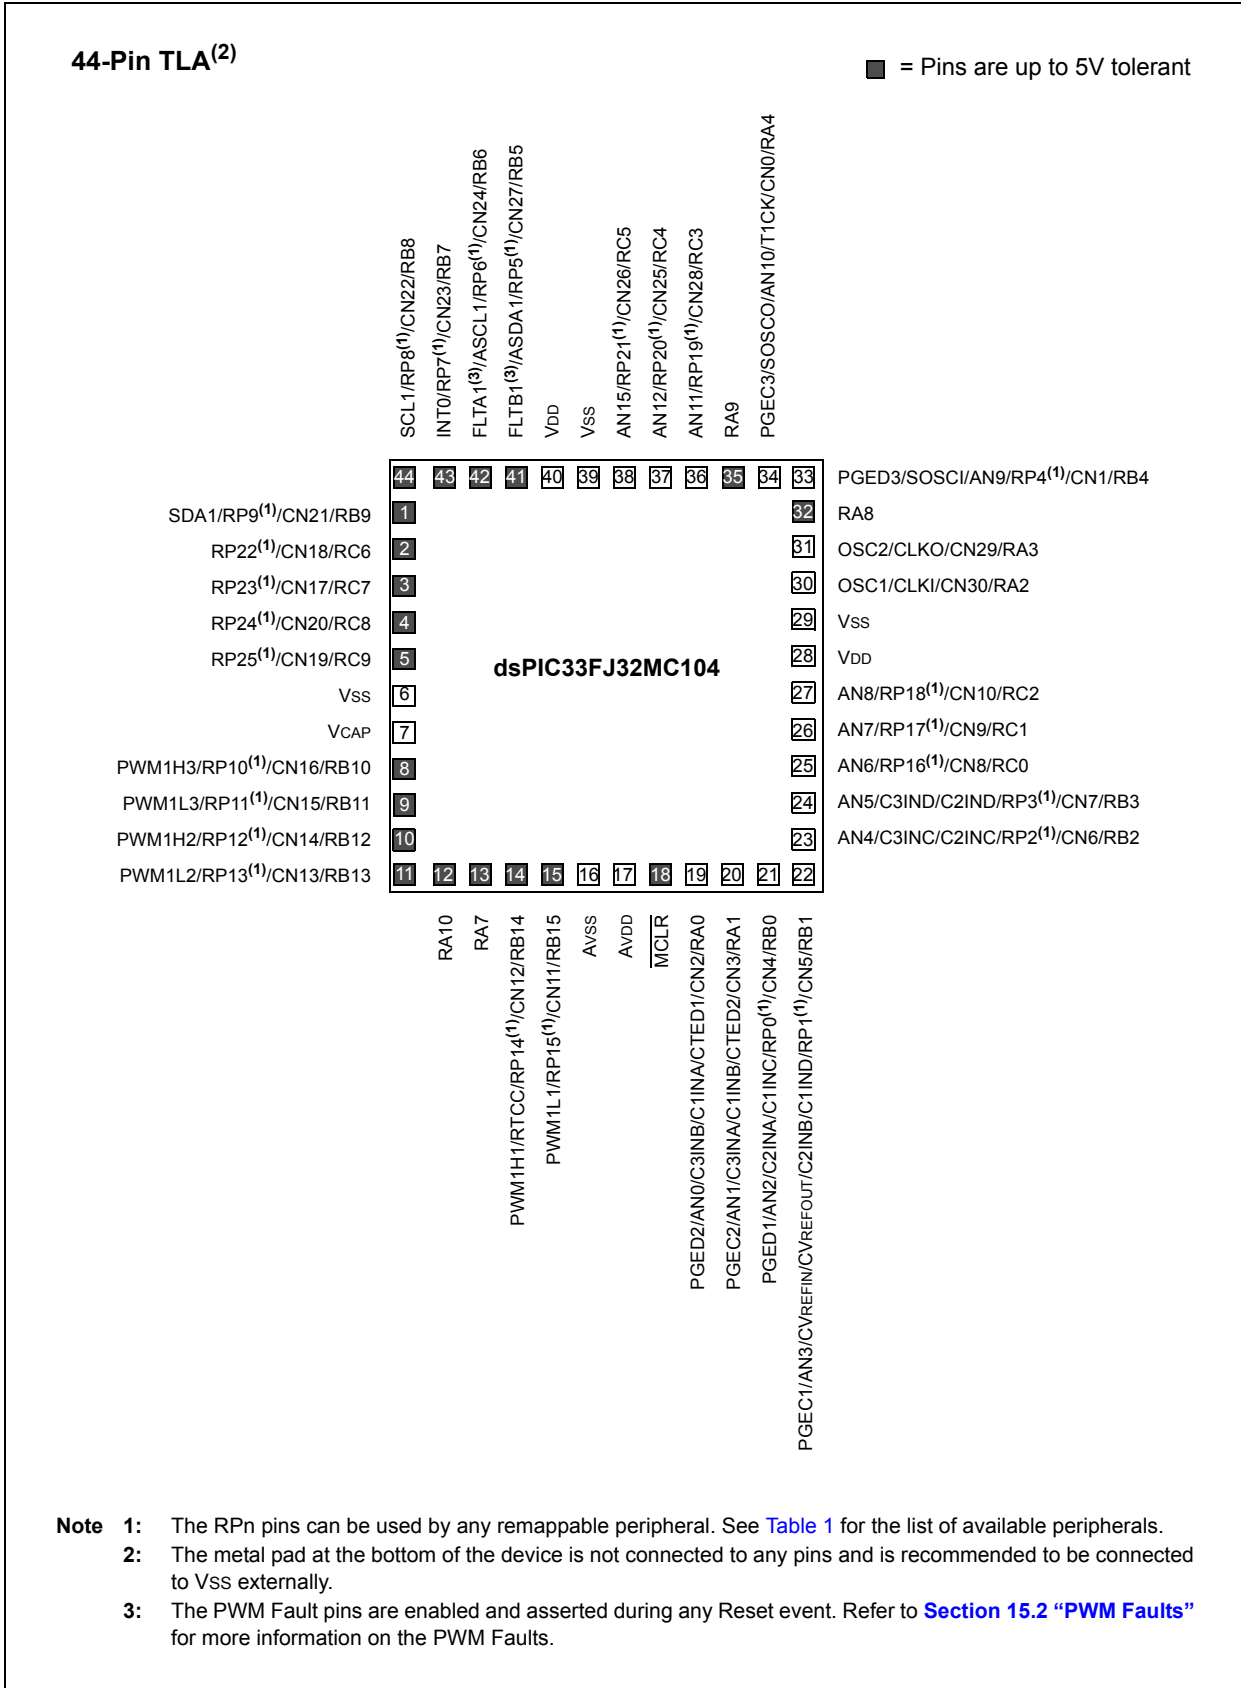 44-Pin TLA(2)
= Pins are up to 5V tolerant
SCL1/RP8(1)/CN22/RB8
INT0/RP7(1)/CN23/RB7
FLTA1(3)/ASCL1/RP6(1)/CN24/RB6
FLTB1(3)/ASDA1/RP5(1)/CN27/RB5
VDD
VSS
AN15/RP21(1)/CN26/RC5
AN12/RP20(1)/CN25/RC4
AN11/RP19(1)/CN28/RC3
RA9
PGEC3/SOSCO/AN10/T1CK/CN0/RA4
44 43 42 41 40 39 38 37 36 35 34 33 PGED3/SOSCI/AN9/RP4(1)/CN1/RB4
SDA1/RP9(1)/CN21/RB9 1 32 RA8
RP22(1)/CN18/RC6 2 31 OSC2/CLKO/CN29/RA3
RP23(1)/CN17/RC7 3 30 OSC1/CLKI/CN30/RA2
RP24(1)/CN20/RC8 4 29 VSS
RP25(1)/CN19/RC9 5 dsPIC33FJ32MC104 28 VDD
VSS 6 27 AN8/RP18(1)/CN10/RC2
VCAP 7 26 AN7/RP17(1)/CN9/RC1
PWM1H3/RP10(1)/CN16/RB10 8 25 AN6/RP16(1)/CN8/RC0
PWM1L3/RP11(1)/CN15/RB11 9 24 AN5/C3IND/C2IND/RP3(1)/CN7/RB3
PWM1H2/RP12(1)/CN14/RB12 10 23 AN4/C3INC/C2INC/RP2(1)/CN6/RB2
PWM1L2/RP13(1)/CN13/RB13 11 12 13 14 15 16 17 18 19 20 21 22
RA10
RA7
PWM1H1/RTCC/RP14(1)/CN12/RB14
PWM1L1/RP15(1)/CN11/RB15
AVSS
AVDD
MCLR
PGED2/AN0/C3INB/C1INA/CTED1/CN2/RA0
PGEC2/AN1/C3INA/C1INB/CTED2/CN3/RA1
PGED1/AN2/C2INA/C1INC/RP0(1)/CN4/RB0
PGEC1/AN3/CVREFIN/CVREFOUT/C2INB/C1IND/RP1(1)/CN5/RB1
Note 1: The RPn pins can be used by any remappable peripheral. See Table 1 for the list of available peripherals.
2: The metal pad at the bottom of the device is not connected to any pins and is recommended to be connected
to VSS externally.
3: The PWM Fault pins are enabled and asserted during any Reset event. Refer to Section 15.2 “PWM Faults”
for more information on the PWM Faults.